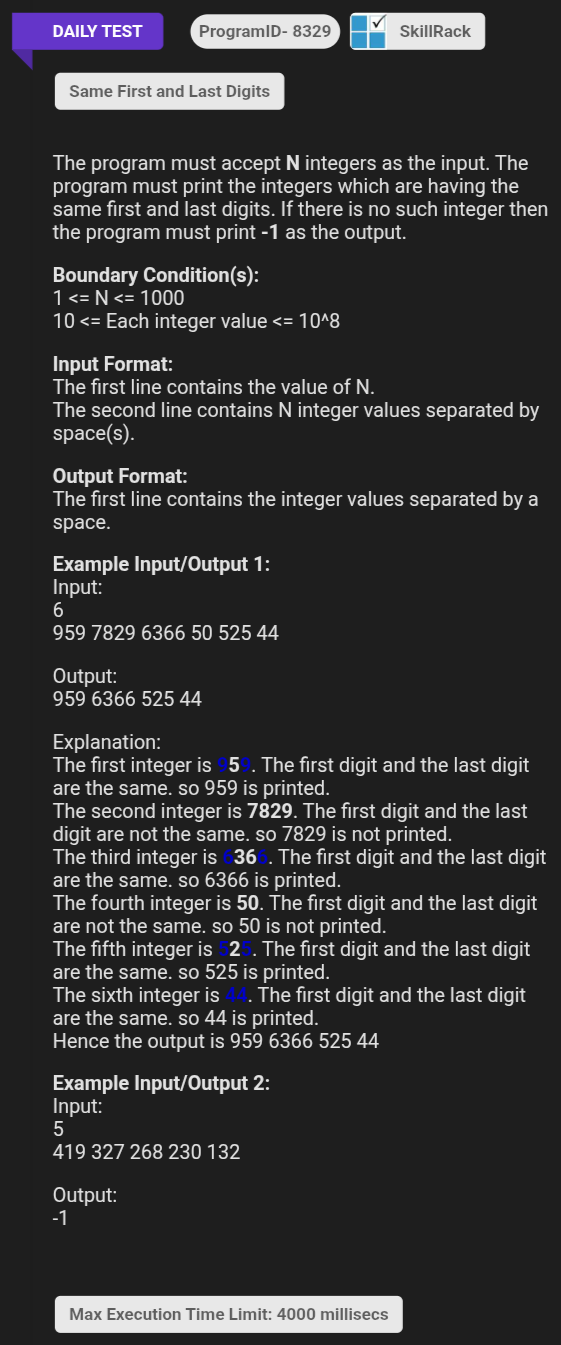 DAILY TEST
ProgramID- 8329
SkillRack
Same First and Last Digits
The program must accept N integers as the input. The
program must print the integers which are having the
same first and last digits. If there is no such integer then
the program must print -1 as the output.
Boundary Condition(s):
1 <= N <= 1000
10 <= Each integer value <= 10^8
Input Format:
The first line contains the value of N.
The second line contains N integer values separated by
space(s).
Output Format:
The first line contains the integer values separated by a
space.
Example Input/Output 1:
Input:
6
959 7829 6366 50 525 44
Output:
959 6366 525 44
Explanation:
The first integer is 959. The first digit and the last digit
are the same. so 959 is printed.
The second integer is 7829. The first digit and the last
digit are not the same. so 7829 is not printed.
The third integer is 6366. The first digit and the last digit
are the same. so 6366 is printed.
The fourth integer is 50. The first digit and the last digit
are not the same. so 50 is not printed.
The fifth integer is 525. The first digit and the last digit
are the same. so 525 is printed.
The sixth integer is 44. The first digit and the last digit
are the same. so 44 is printed.
Hence the output is 959 6366 525 44
Example Input/Output 2:
Input:
5
419 327 268 230 132
Output:
-1
Max Execution Time Limit: 4000 millisecs